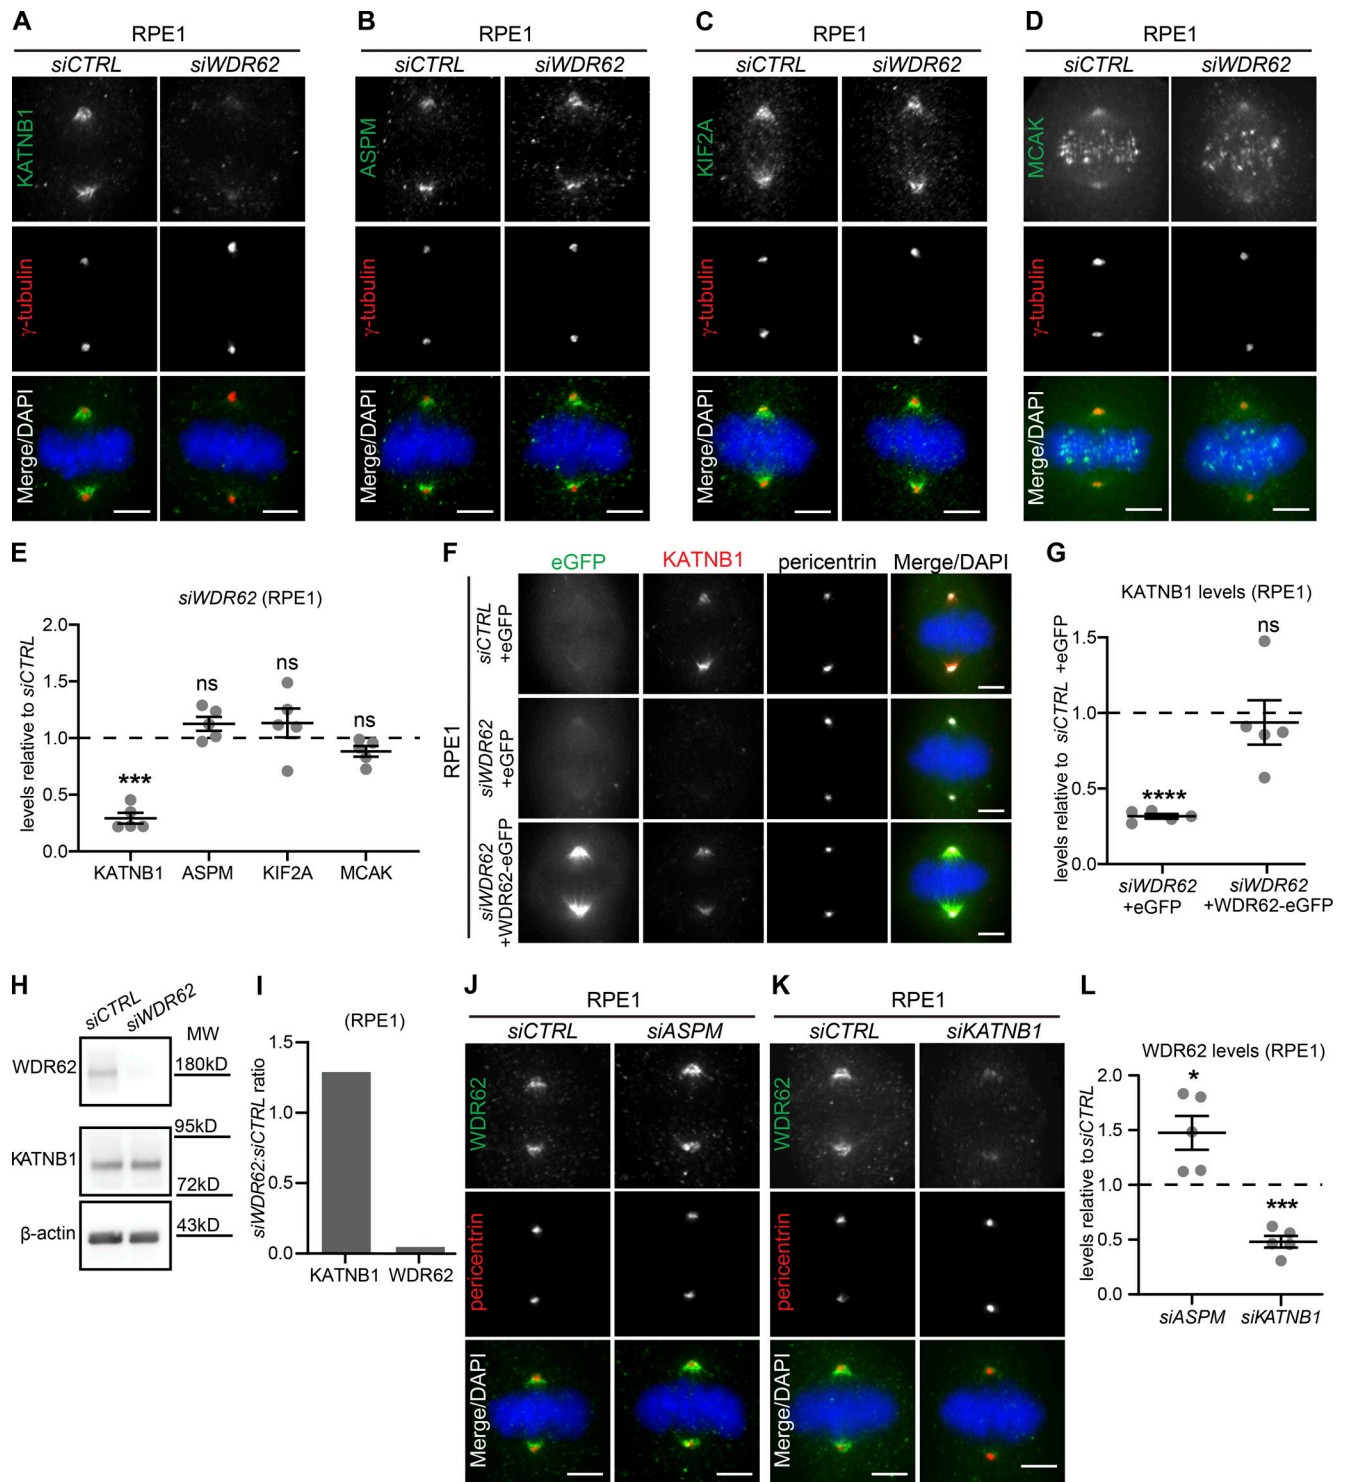 A
RPE1
siCTRL siWDR62
KATNB1
γ-tubulin
Merge/DAPI
B
RPE1
siCTRL siWDR62
ASPM
γ-tubulin
Merge/DAPI
C
RPE1
siCTRL siWDR62
KIF2A
γ-tubulin
Merge/DAPI
D
RPE1
siCTRL siWDR62
MCAK
γ-tubulin
Merge/DAPI
E
siWDR62 (RPE1)
levels relative to siCTRL
2.0
1.5
1.0
0.5
0.0
***
ns
ns
ns
KATNB1 ASPM KIF2A MCAK
F
eGFP KATNB1 pericentrin Merge/DAPI
RPE1
siCTRL
+eGFP
siWDR62
+eGFP
siWDR62
+WDR62-eGFP
G
KATNB1 levels (RPE1)
levels relative to siCTRL +eGFP
1.5
1.0
0.5
0.0
****
ns
siWDR62
+eGFP
siWDR62
+WDR62-eGFP
H
siCTRL siWDR62
MW
WDR62
180kD
95kD
KATNB1
72kD
β-actin
43kD
I
(RPE1)
siWDR62:siCTRL ratio
1.5
1.0
0.5
0.0
KATNB1 WDR62
J
RPE1
siCTRL siASPM
WDR62
pericentrin
Merge/DAPI
K
RPE1
siCTRL siKATNB1
WDR62
pericentrin
Merge/DAPI
L
WDR62 levels (RPE1)
levels relative to siCTRL
2.0
1.5
1.0
0.5
0.0
*
***
siASPM siKATNB1